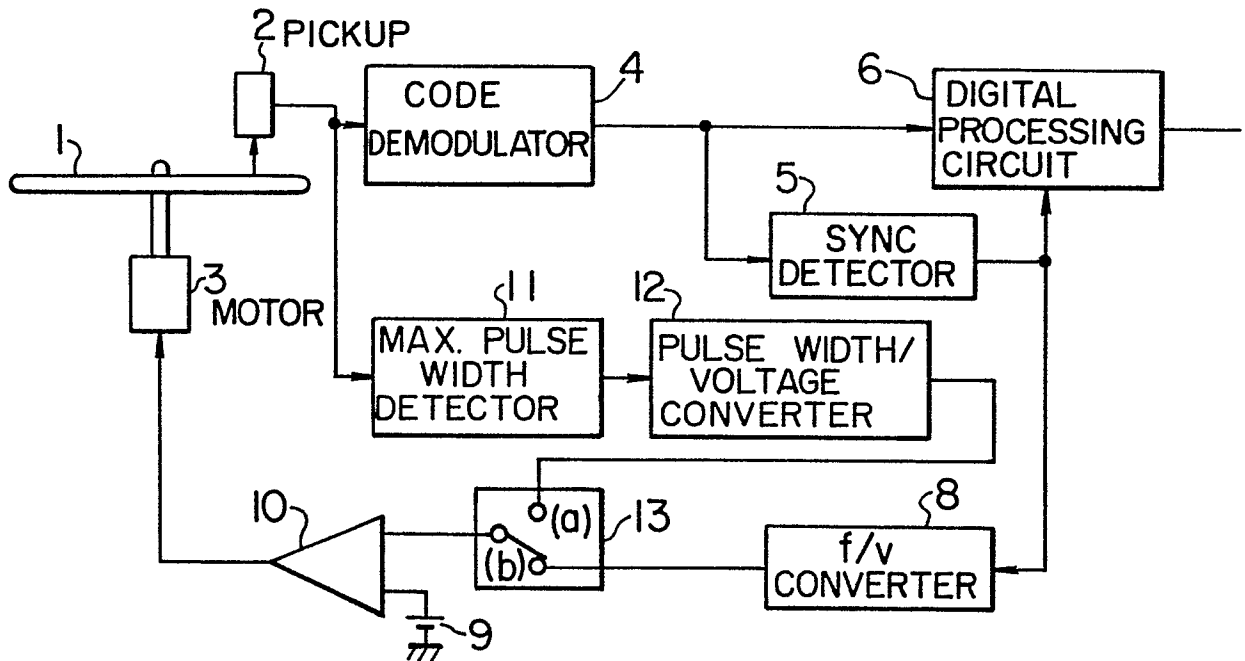 2 PICKUP
4
CODE
DEMODULATOR
6
DIGITAL
PROCESSING
CIRCUIT
1
5
SYNC
DETECTOR
3
MOTOR
11
MAX. PULSE
WIDTH
DETECTOR
12
PULSE WIDTH/
VOLTAGE
CONVERTER
10
(a)
(b)
13
8
f/v
CONVERTER
9